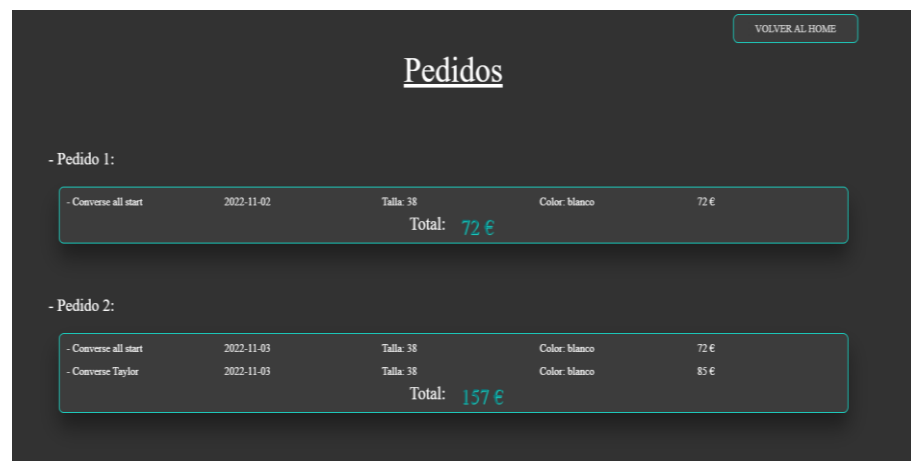 VOLVER AL HOME
Pedidos
- Pedido 1:
- Converse all start 2022-11-02 Talla: 38 Color: blanco 72 €
Total: 72 €
- Pedido 2:
- Converse all start 2022-11-03 Talla: 38 Color: blanco 72 €
- Converse Taylor 2022-11-03 Talla: 38 Color: blanco 85 €
Total: 157 €